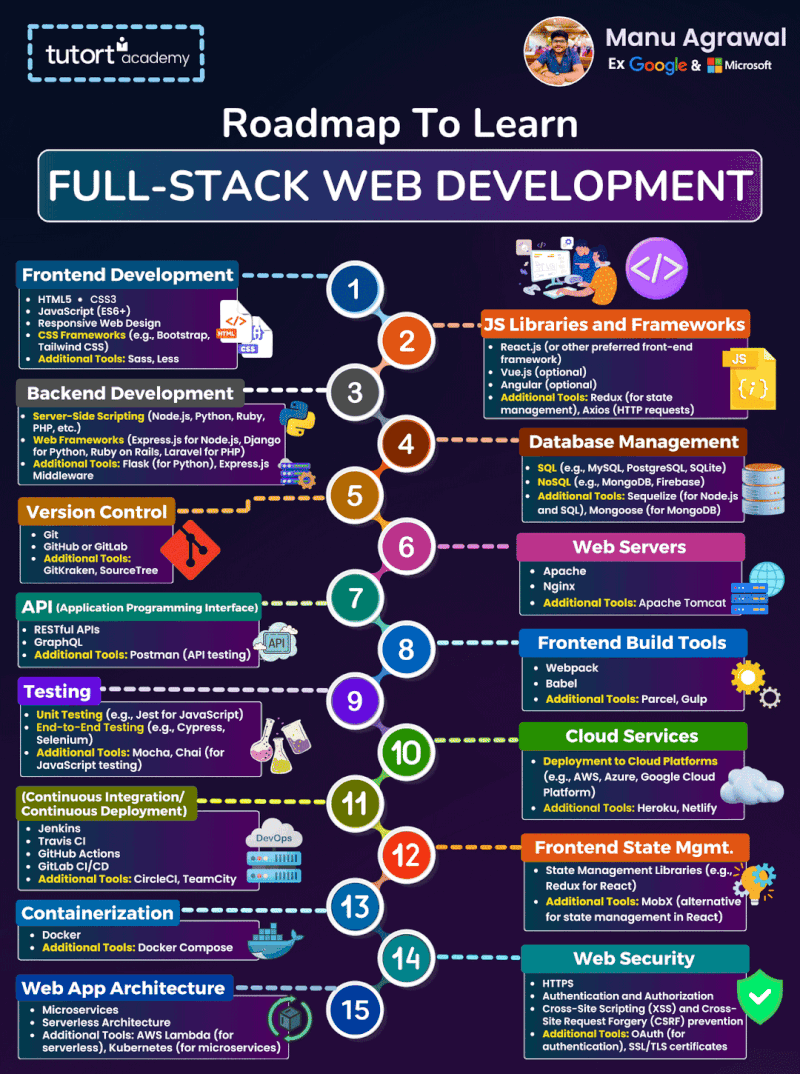 tutort academy
Manu Agrawal
Ex Google & Microsoft
Roadmap To Learn
FULL-STACK WEB DEVELOPMENT
1
Frontend Development
• HTML5 • CSS3
• JavaScript (ES6+)
• Responsive Web Design
• CSS Frameworks (e.g., Bootstrap,
Tailwind CSS)
• Additional Tools: Sass, Less
HTML
CSS
2
JS Libraries and Frameworks
• React.js (or other preferred front-end
framework)
• Vue.js (optional)
• Angular (optional)
• Additional Tools: Redux (for state
management), Axios (HTTP requests)
JS
3
Backend Development
• Server-Side Scripting (Node.js, Python, Ruby,
PHP, etc.)
• Web Frameworks (Express.js for Node.js, Django
for Python, Ruby on Rails, Laravel for PHP)
• Additional Tools: Flask (for Python), Express.js
Middleware
4
Database Management
• SQL (e.g., MySQL, PostgreSQL, SQLite)
• NoSQL (e.g., MongoDB, Firebase)
• Additional Tools: Sequelize (for Node.js
and SQL), Mongoose (for MongoDB)
5
Version Control
• Git
• GitHub or GitLab
• Additional Tools:
GitKraken, SourceTree
6
Web Servers
• Apache
• Nginx
• Additional Tools: Apache Tomcat
7
API (Application Programming Interface)
• RESTful APIs
• GraphQL
• Additional Tools: Postman (API testing)
API
8
Frontend Build Tools
• Webpack
• Babel
• Additional Tools: Parcel, Gulp
9
Testing
• Unit Testing (e.g., Jest for JavaScript)
• End-to-End Testing (e.g., Cypress,
Selenium)
• Additional Tools: Mocha, Chai (for
JavaScript testing)
10
Cloud Services
• Deployment to Cloud Platforms
(e.g., AWS, Azure, Google Cloud
Platform)
• Additional Tools: Heroku, Netlify
11
(Continuous Integration/
Continuous Deployment)
• Jenkins
• Travis CI
• GitHub Actions
• GitLab CI/CD
• Additional Tools: CircleCI, TeamCity
DevOps
12
Frontend State Mgmt.
• State Management Libraries (e.g.,
Redux for React)
• Additional Tools: MobX (alternative
for state management in React)
13
Containerization
• Docker
• Additional Tools: Docker Compose
14
Web Security
• HTTPS
• Authentication and Authorization
• Cross-Site Scripting (XSS) and Cross-
Site Request Forgery (CSRF) prevention
• Additional Tools: OAuth (for
authentication), SSL/TLS certificates
15
Web App Architecture
• Microservices
• Serverless Architecture
• Additional Tools: AWS Lambda (for
serverless), Kubernetes (for microservices)